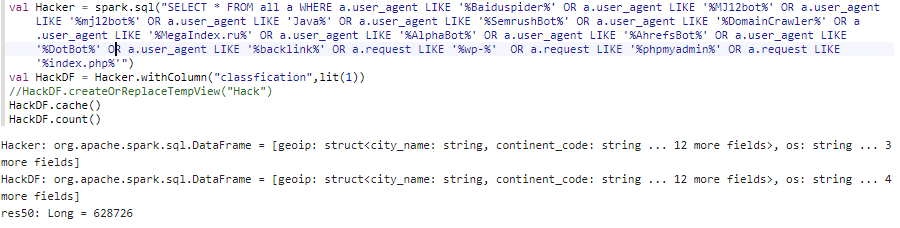 val Hacker = spark.sql("SELECT * FROM all a WHERE a.user_agent LIKE '%Baiduspider%' OR a.user_agent LIKE '%MJ12bot%' OR a.user_agent
LIKE '%mj12bot%' OR a.user_agent LIKE 'Java%' OR a.user_agent LIKE '%SemrushBot%' OR a.user_agent LIKE '%DomainCrawler%' OR a
.user_agent LIKE '%MegaIndex.ru%' OR a.user_agent LIKE '%AlphaBot%' OR a.user_agent LIKE '%AhrefsBot%' OR a.user_agent LIKE
'%DotBot%' OR a.user_agent LIKE '%backlink%' OR a.request LIKE '%wp-%'  OR a.request LIKE '%phpmyadmin%' OR a.request LIKE
'%index.php%'")
val HackDF = Hacker.withColumn("classfication",lit(1))
//HackDF.createOrReplaceTempView("Hack")
HackDF.cache()
HackDF.count()
Hacker: org.apache.spark.sql.DataFrame = [geoip: struct<city_name: string, continent_code: string ... 12 more fields>, os: string ... 3
more fields]
HackDF: org.apache.spark.sql.DataFrame = [geoip: struct<city_name: string, continent_code: string ... 12 more fields>, os: string ... 4
more fields]
res50: Long = 628726